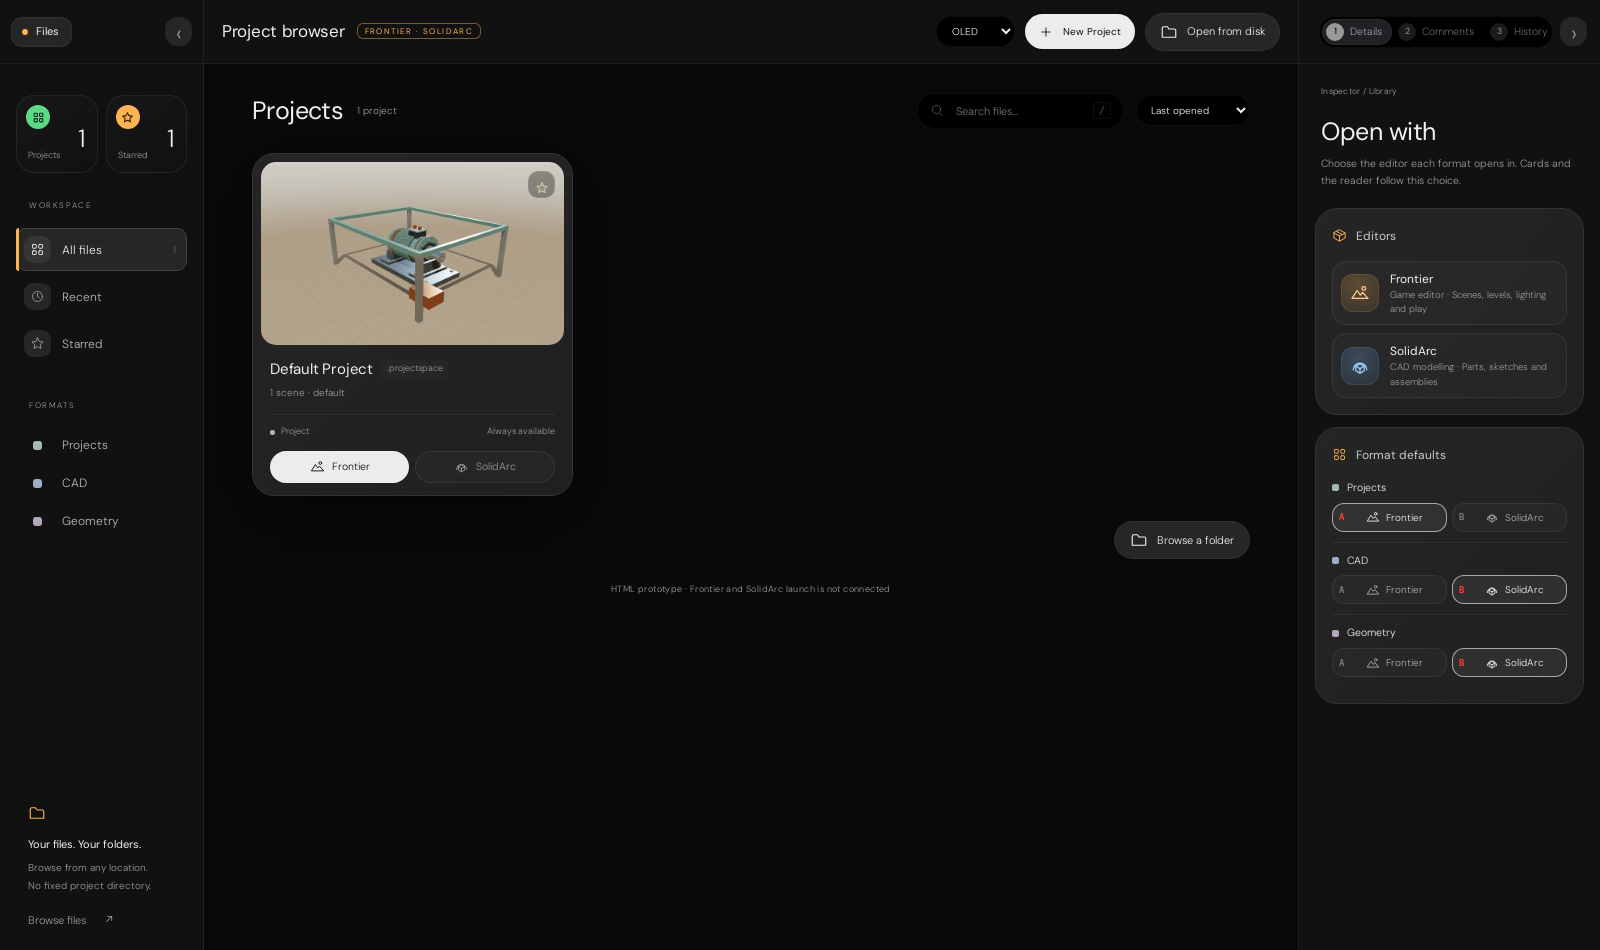 Files
‹
Project browser
FRONTIER · SOLIDARC
OLED
New Project
Open from disk
1 Details
2 Comments
3 History
›
1
Projects
1
Starred
WORKSPACE
All files 1
Recent
Starred
FORMATS
Projects
CAD
Geometry
Your files. Your folders.
Browse from any location.
No fixed project directory.
Browse files ↗
Projects
1 project
Search files…
/
Last opened
Default Project
.projectspace
1 scene · default
Project
Always available
Frontier
SolidArc
Browse a folder
HTML prototype · Frontier and SolidArc launch is not connected
Inspector / Library
Open with
Choose the editor each format opens in. Cards and
the reader follow this choice.
Editors
Frontier
Game editor · Scenes, levels, lighting
and play
SolidArc
CAD modelling · Parts, sketches and
assemblies
Format defaults
Projects
A Frontier
B SolidArc
CAD
A Frontier
B SolidArc
Geometry
A Frontier
B SolidArc